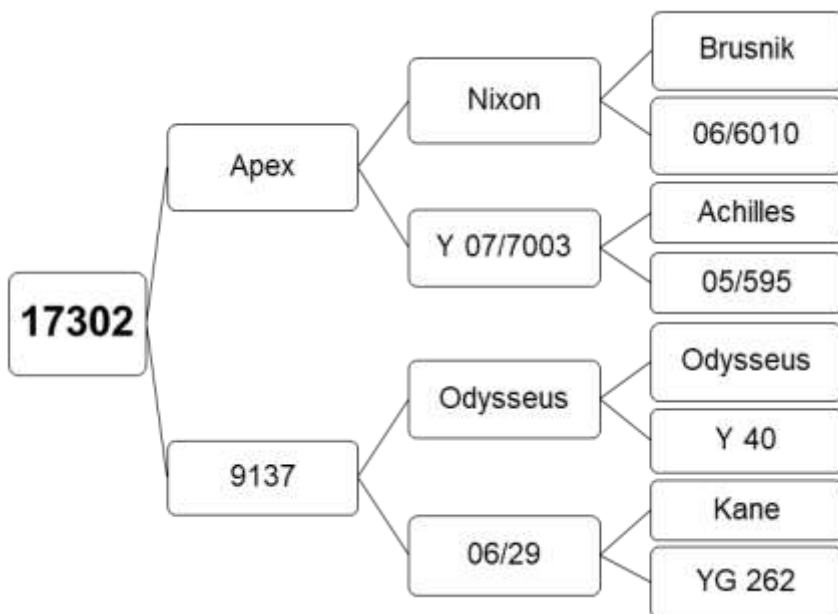 Brusnik
Nixon
06/6010
Apex
Achilles
Y 07/7003
05/595
17302
Odysseus
Odysseus
Y 40
9137
Kane
06/29
YG 262